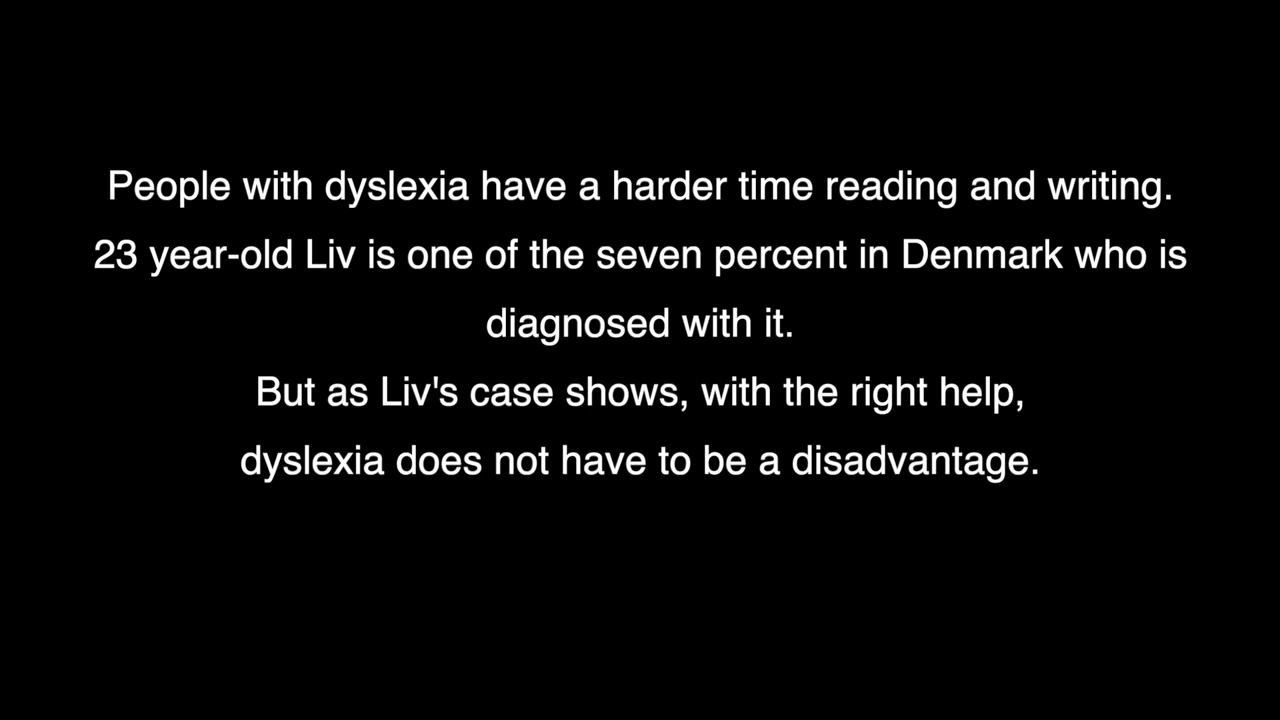 People with dyslexia have a harder time reading and writing.
23 year-old Liv is one of the seven percent in Denmark who is
diagnosed with it.
But as Liv's case shows, with the right help,
dyslexia does not have to be a disadvantage.